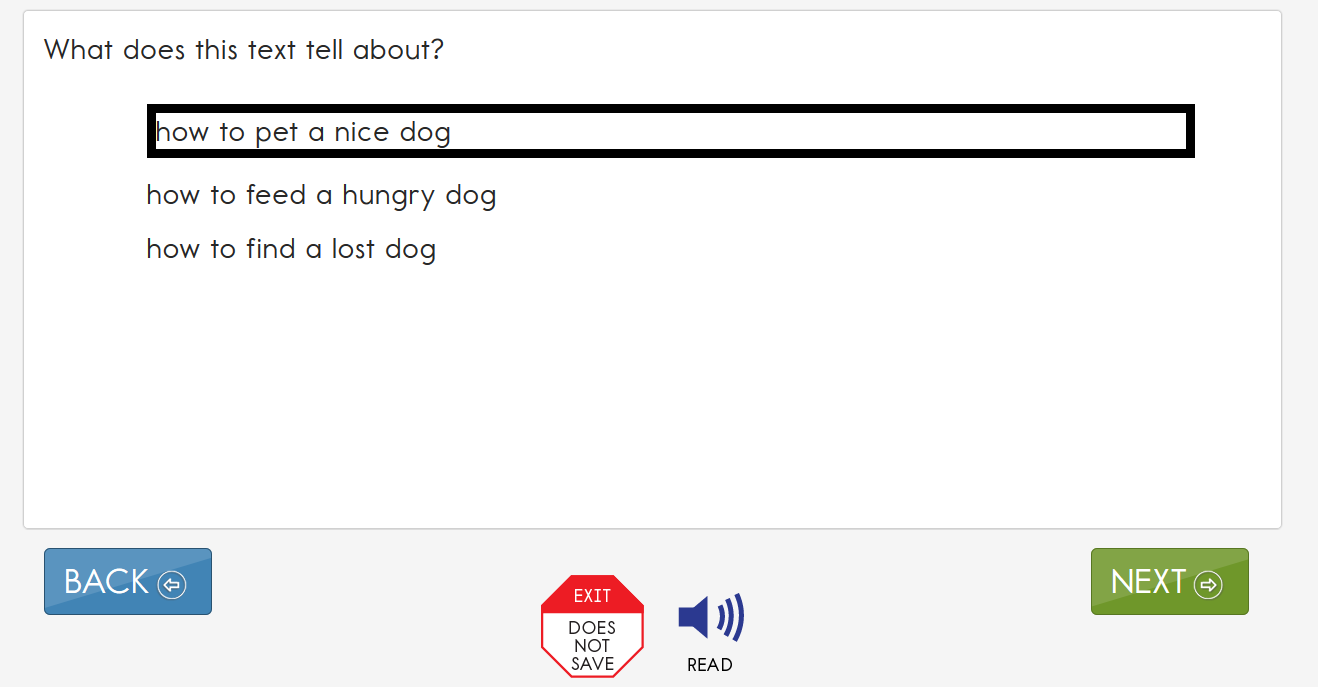 What does this text tell about?
how to pet a nice dog
how to feed a hungry dog
how to find a lost dog
BACK
NEXT
EXIT
DOES
NOT
SAVE
READ